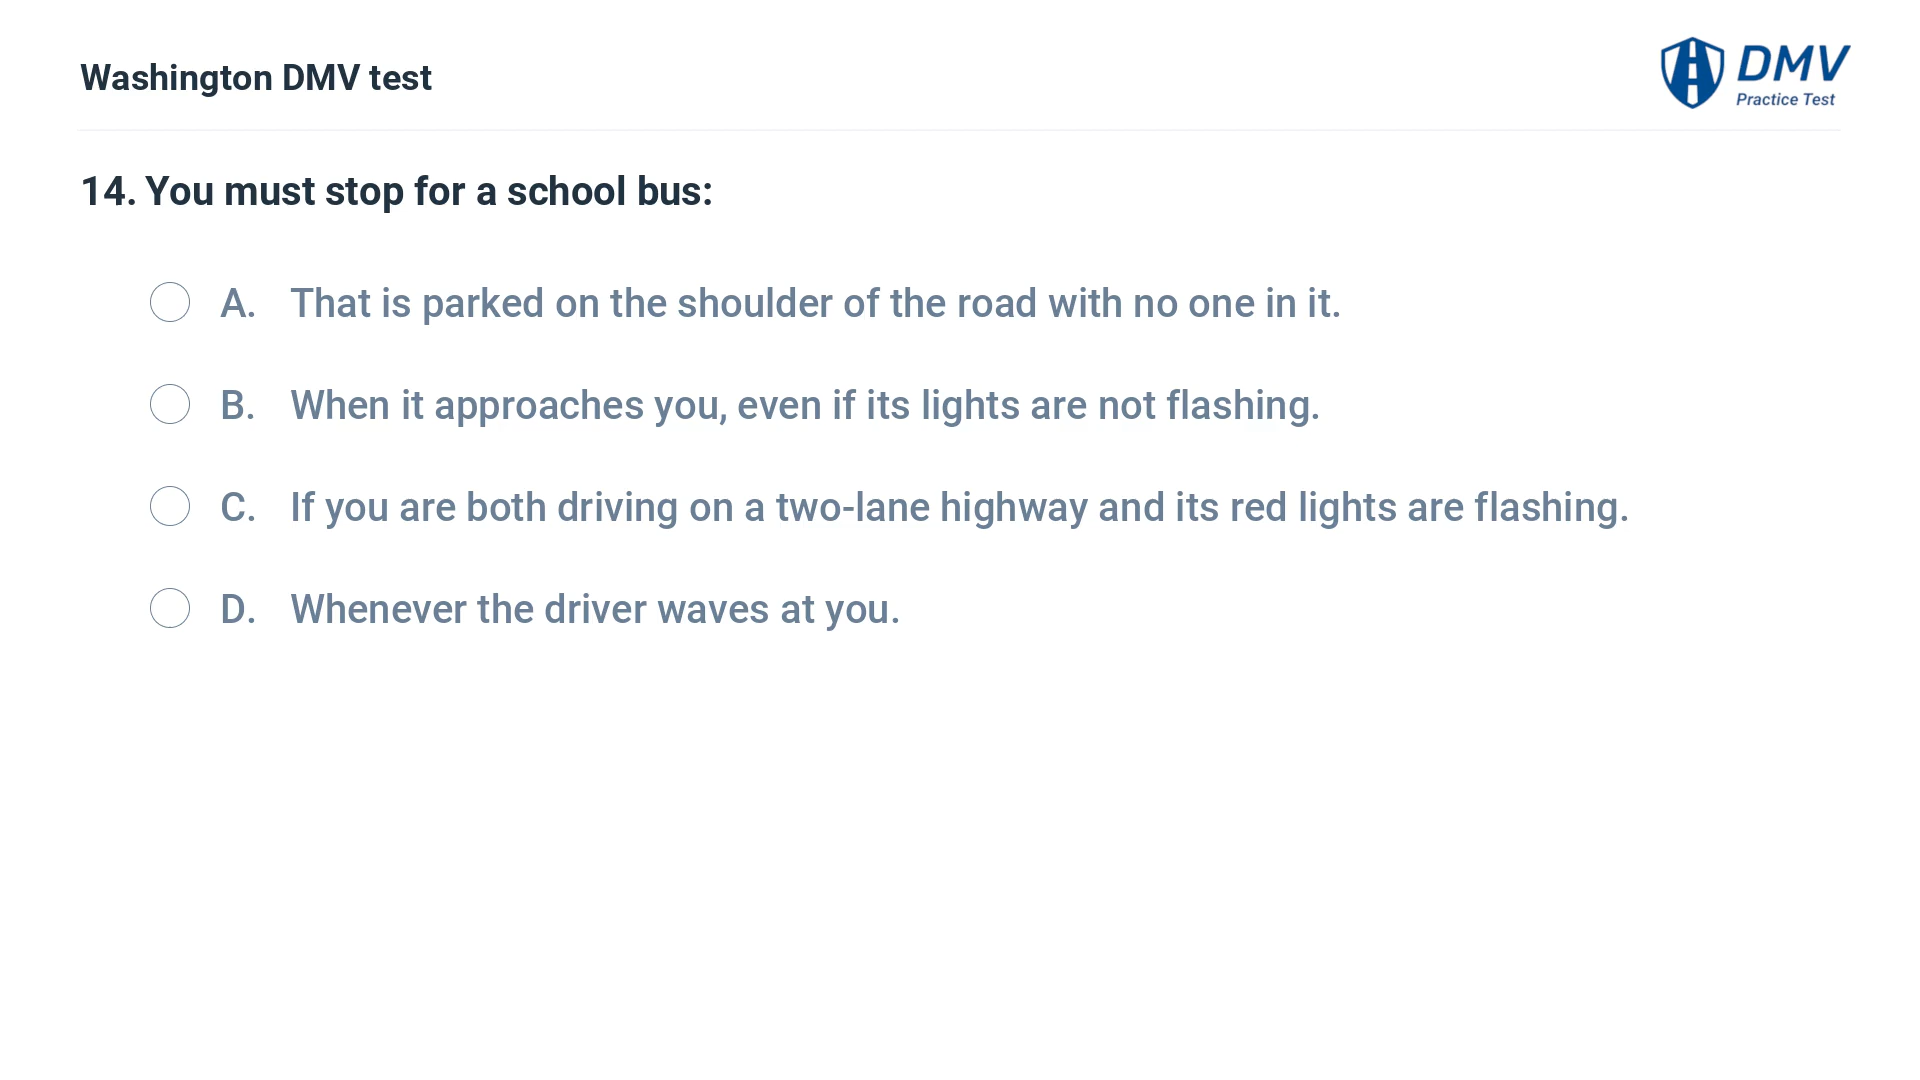 Washington DMV test
DMV
Practice Test
14. You must stop for a school bus:
A. That is parked on the shoulder of the road with no one in it.
B. When it approaches you, even if its lights are not flashing.
C. If you are both driving on a two-lane highway and its red lights are flashing.
D. Whenever the driver waves at you.